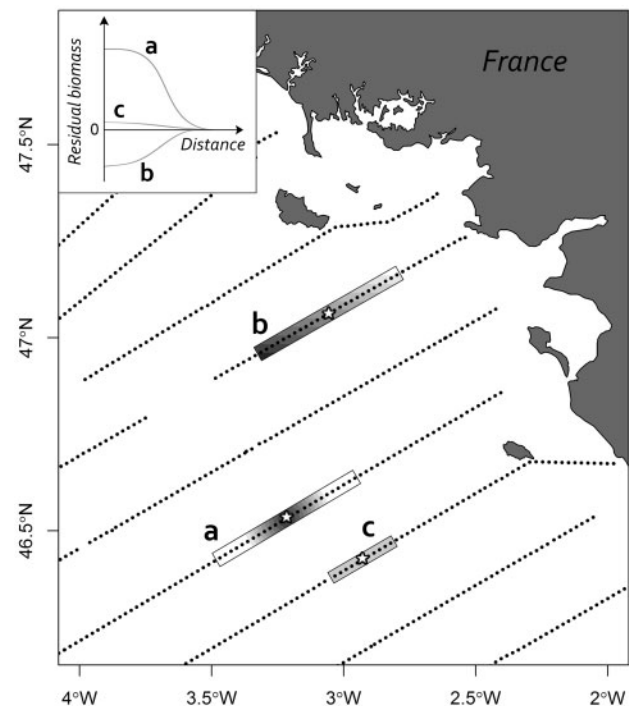 Residual biomass
0
a
c
b
Distance
France
47.5°N
47°N
46.5°N
b
a
c
4°W
3.5°W
3°W
2.5°W
2°W